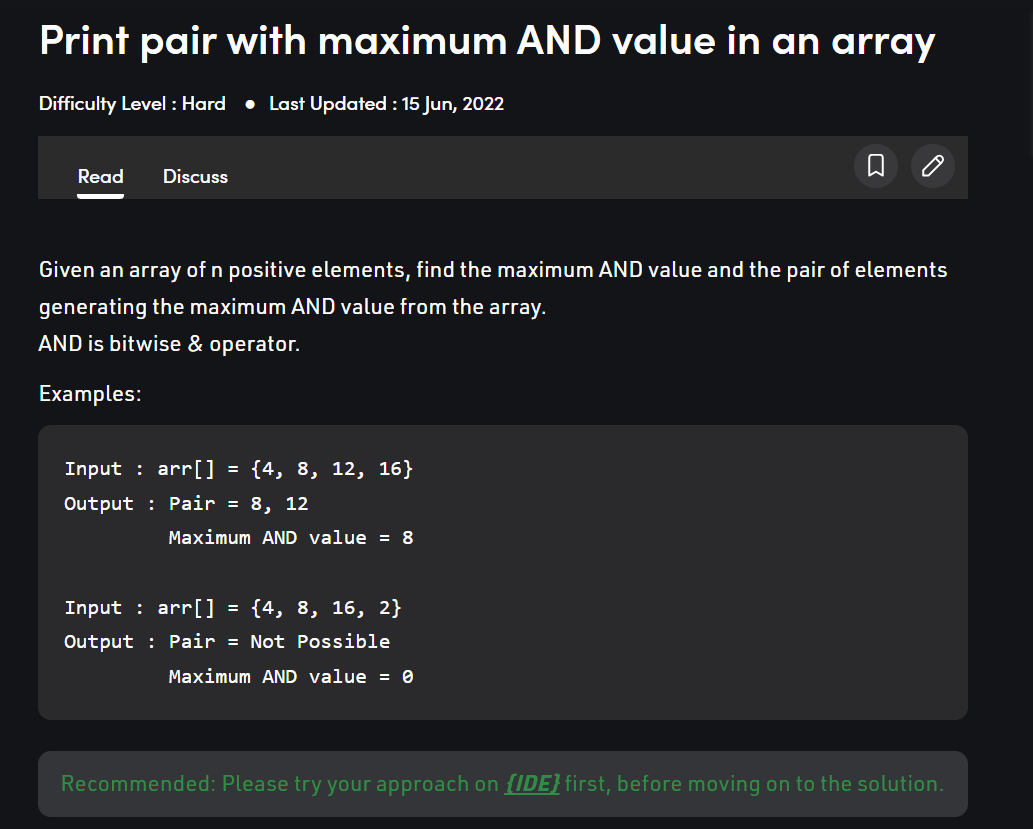 Print pair with maximum AND value in an array
Difficulty Level : Hard ● Last Updated : 15 Jun, 2022
Read Discuss
Given an array of n positive elements, find the maximum AND value and the pair of elements
generating the maximum AND value from the array.
AND is bitwise & operator.
Examples:
Input : arr[] = {4, 8, 12, 16}
Output : Pair = 8, 12
Maximum AND value = 8
Input : arr[] = {4, 8, 16, 2}
Output : Pair = Not Possible
Maximum AND value = 0
Recommended: Please try your approach on {IDE} first, before moving on to the solution.